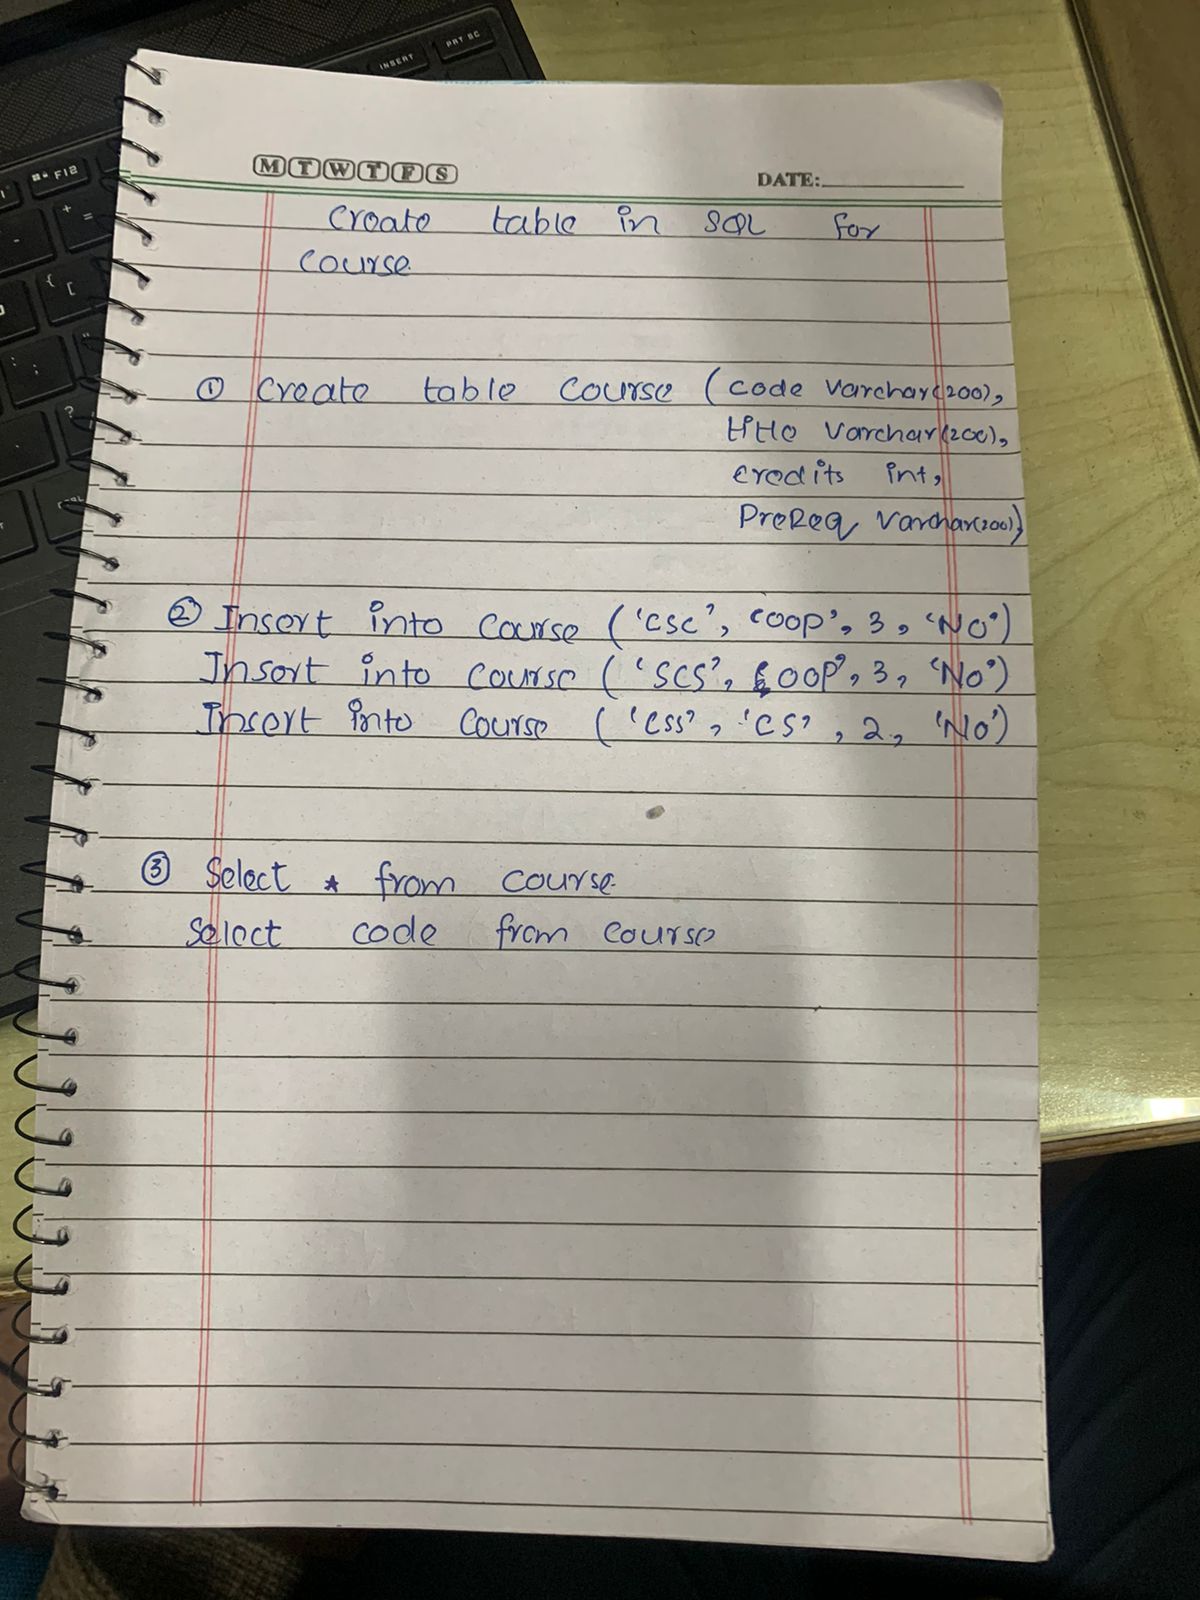 INSERT
PRT SC
F12
M T W T F S
DATE:
Create table in SQL for
Course.
① Create table Course (code varchar(200),
title varchar(200),
credits int,
PreReq varchar(200))
② Insert into Course ('CSC', 'OOP', 3, 'NO')
Insert into Course ('SCS', 'OOP', 3, 'No')
Insert into Course ('CSS', 'CS', 2, 'No')
③ Select * from course.
Select code from course